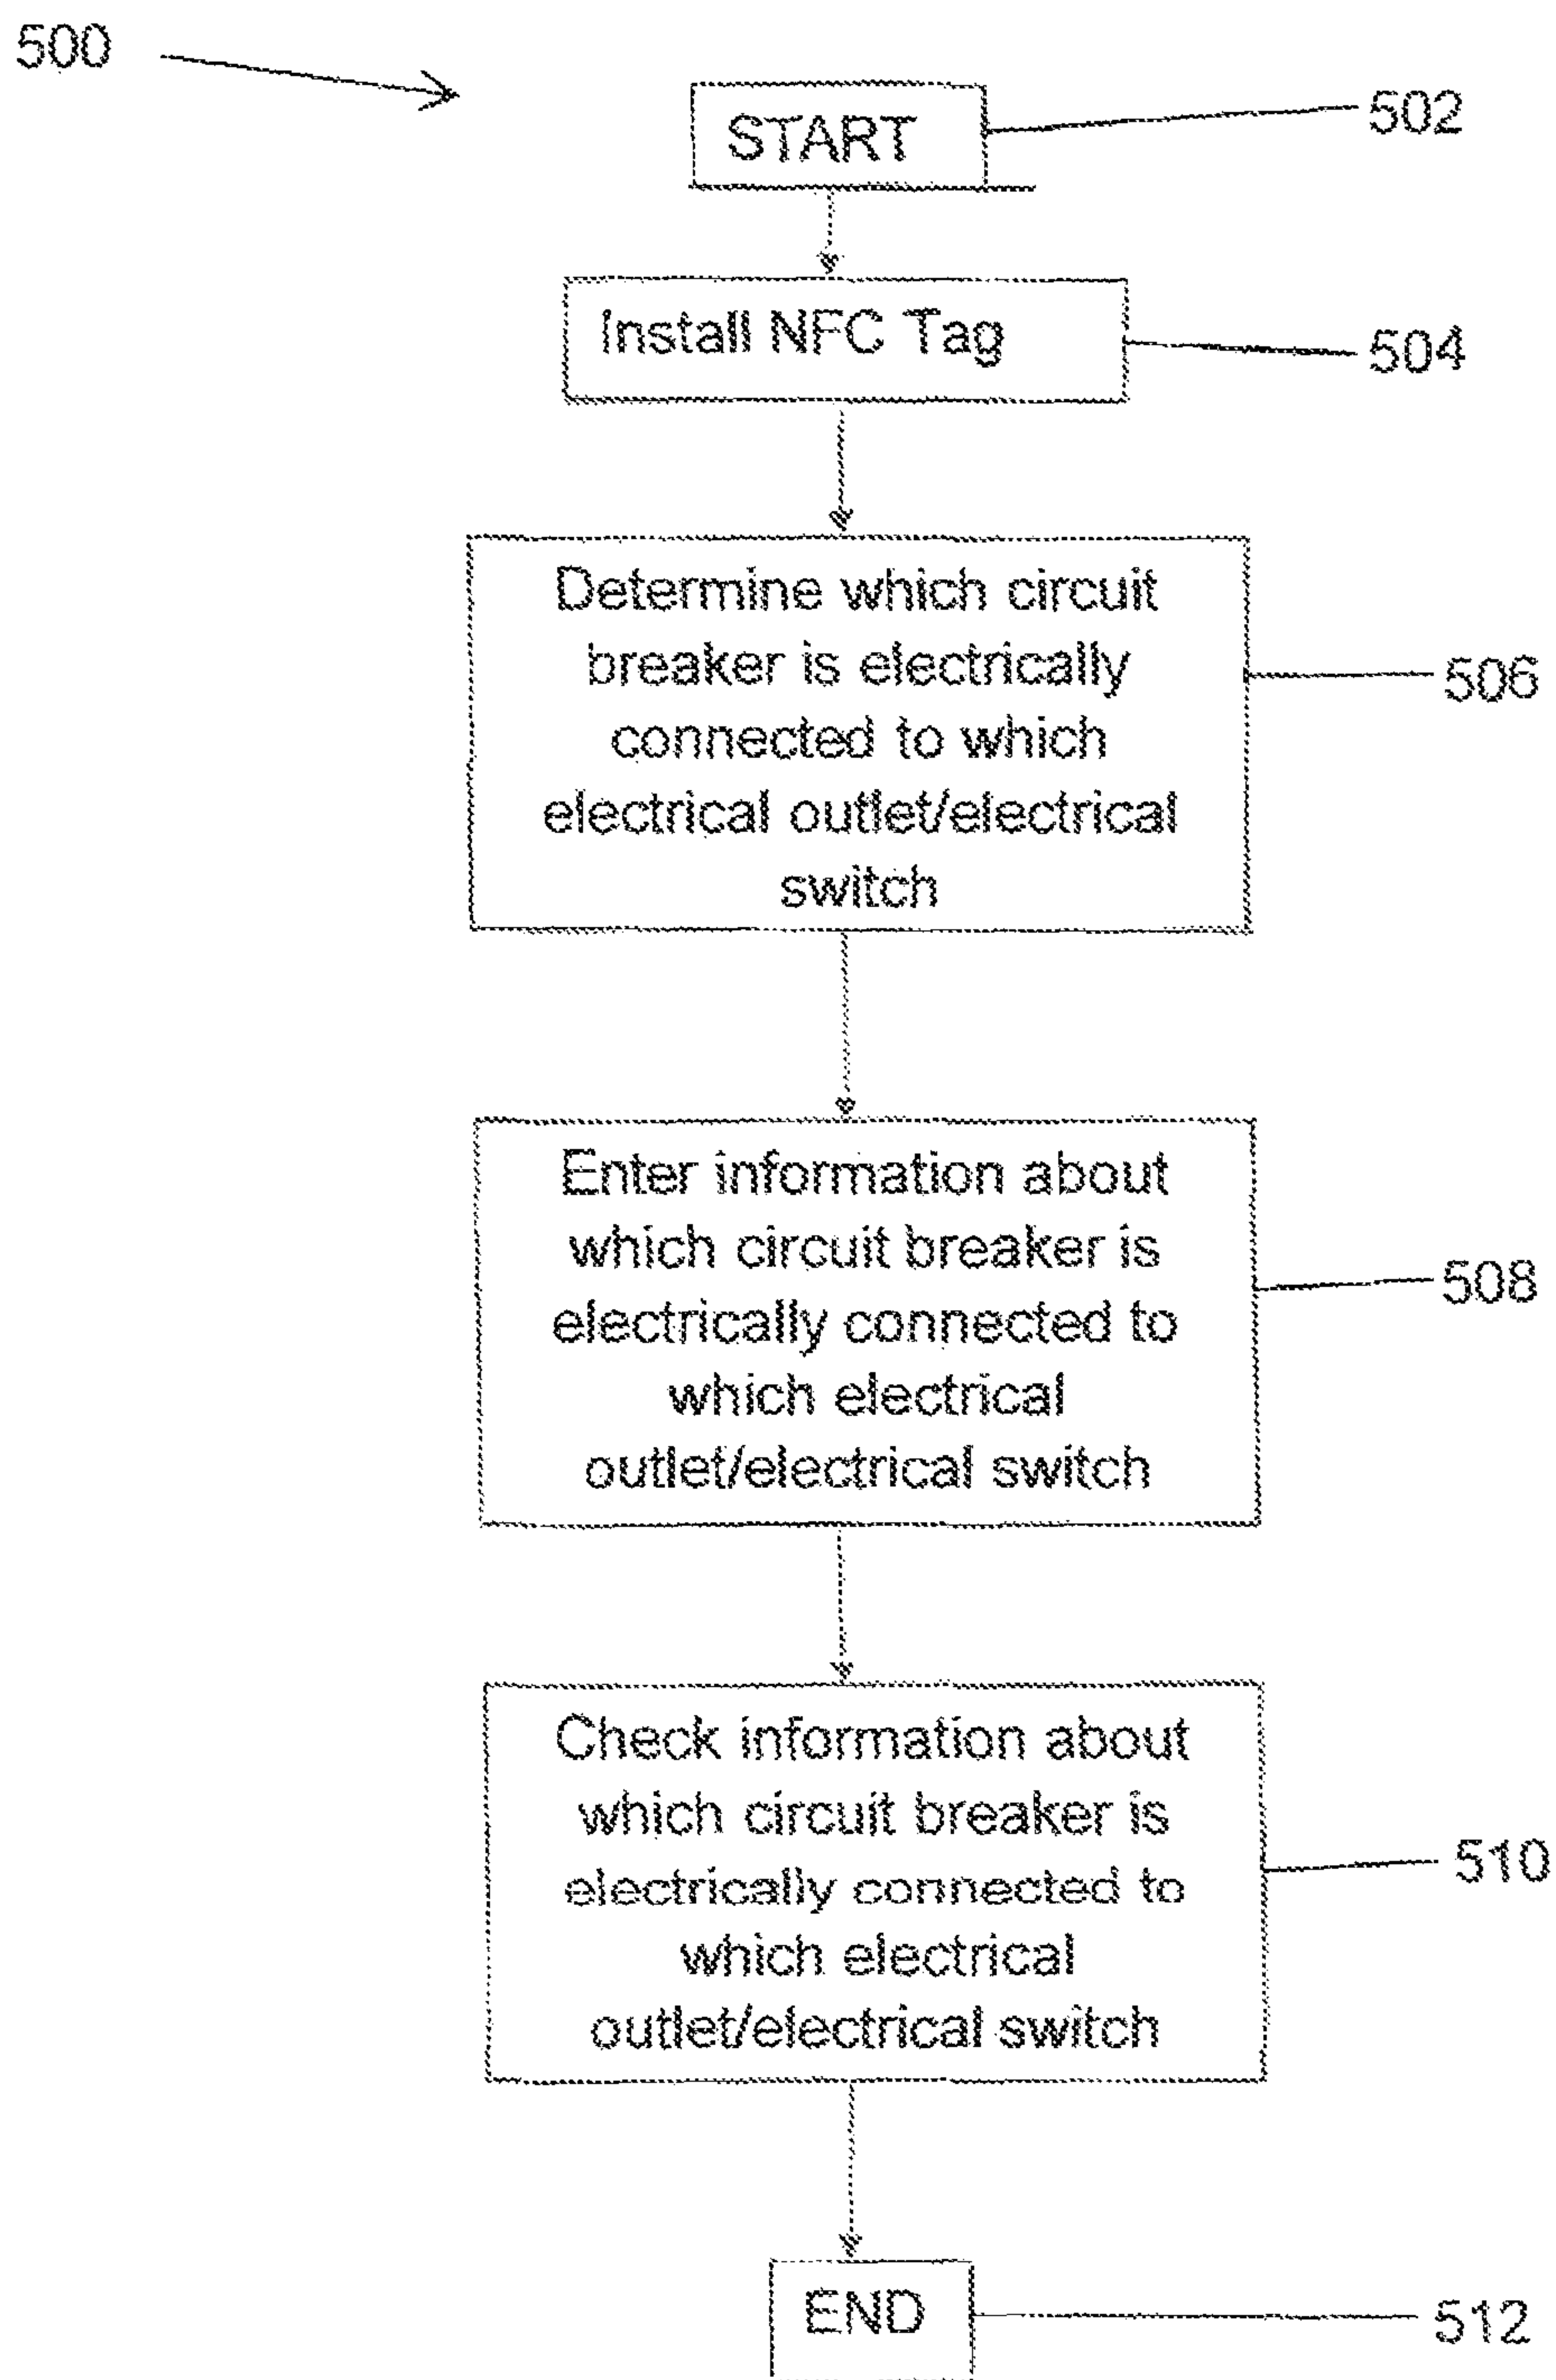 500
START
502
Install NFC Tag
504
Determine which circuit
breaker is electrically
connected to which
electrical outlet/electrical
switch
506
Enter information about
which circuit breaker is
electrically connected to
which electrical
outlet/electrical switch
508
Check information about
which circuit breaker is
electrically connected to
which electrical
outlet/electrical switch
510
END
512